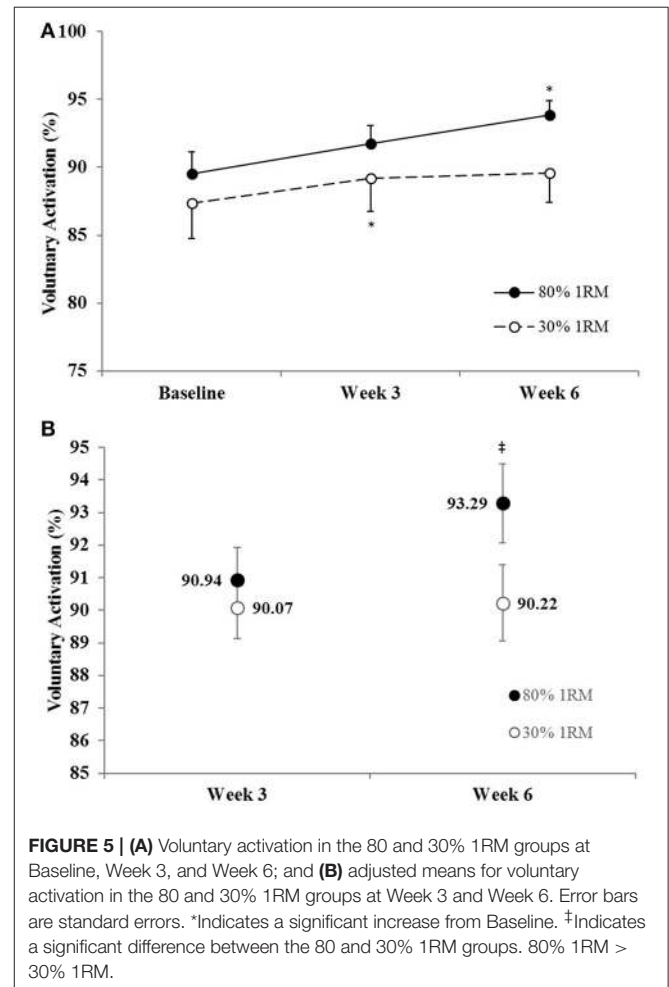 A 100
95
90
85
80
75
Volutnary Activation (%)
*
*
80% 1RM
30% 1RM
Baseline Week 3 Week 6
B
95
94
93
92
91
90
89
88
87
86
85
Voluntary Activation (%)
‡
90.94
90.07
93.29
90.22
80% 1RM
30% 1RM
Week 3 Week 6
FIGURE 5 | (A) Voluntary activation in the 80 and 30% 1RM groups at
Baseline, Week 3, and Week 6; and (B) adjusted means for voluntary
activation in the 80 and 30% 1RM groups at Week 3 and Week 6. Error bars
are standard errors. *Indicates a significant increase from Baseline. ‡Indicates
a significant difference between the 80 and 30% 1RM groups. 80% 1RM >
30% 1RM.